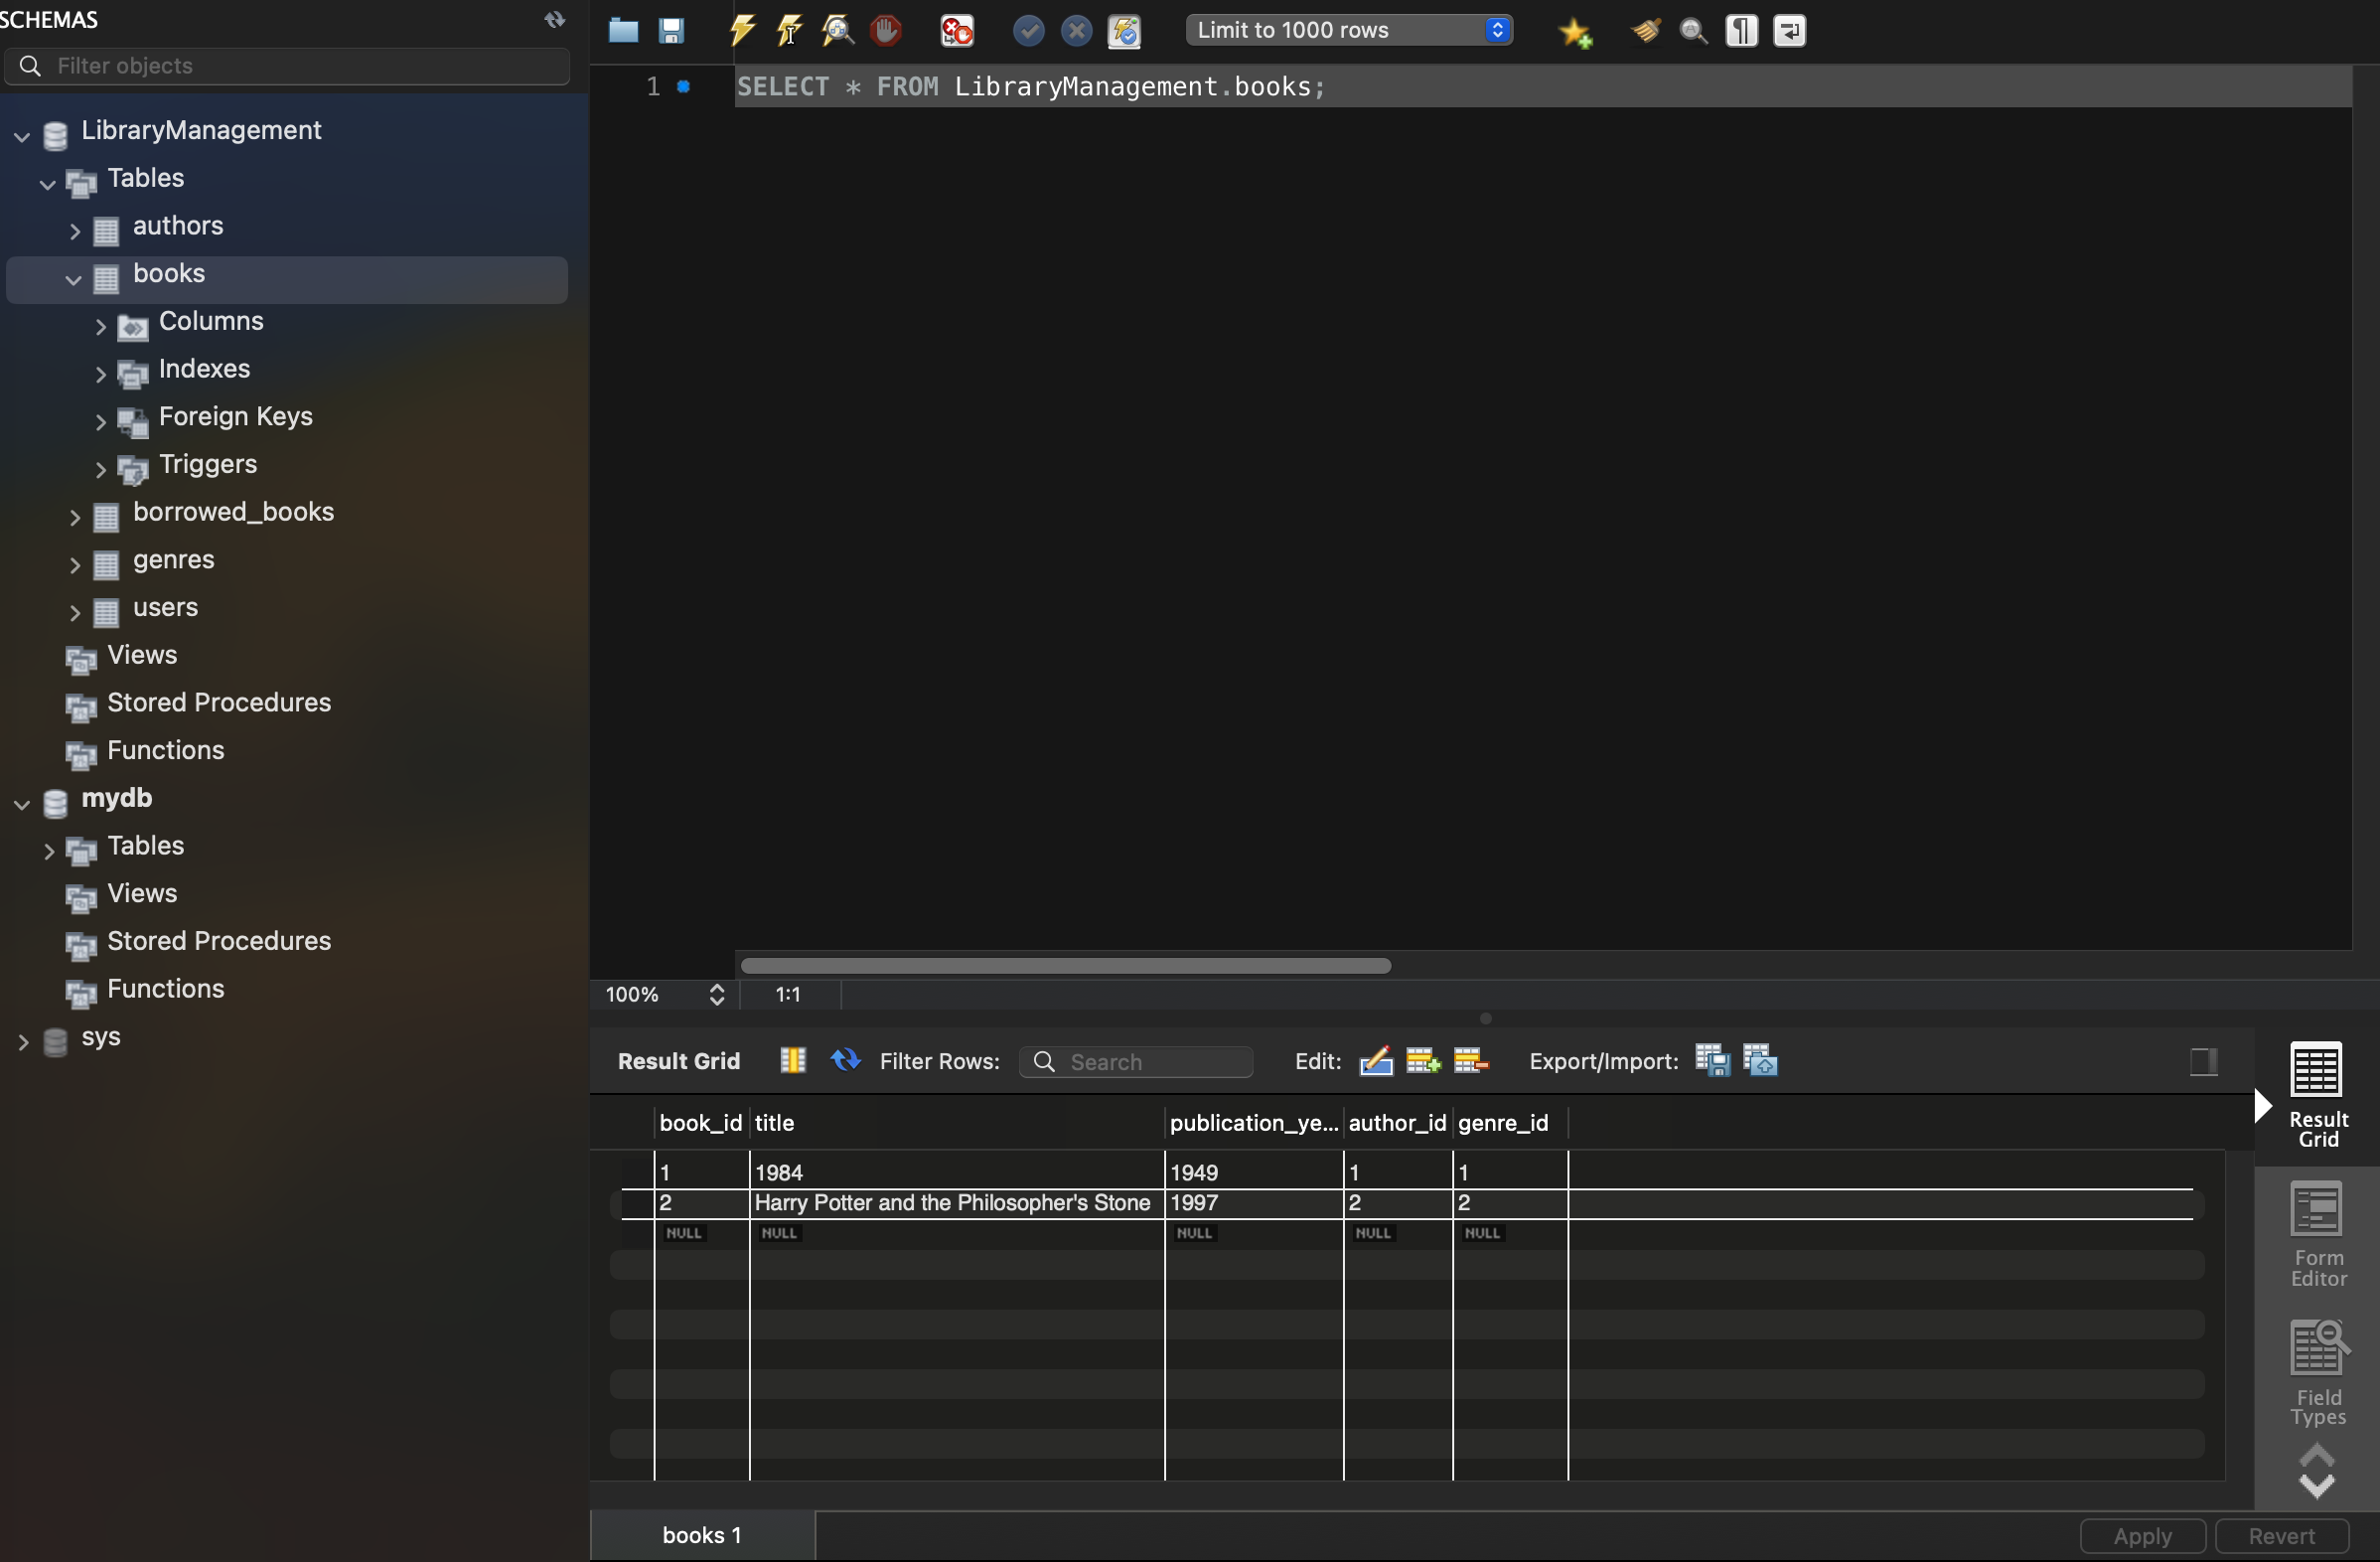 SCHEMAS
Filter objects
LibraryManagement
Tables
authors
books
Columns
Indexes
Foreign Keys
Triggers
borrowed_books
genres
users
Views
Stored Procedures
Functions
mydb
Tables
Views
Stored Procedures
Functions
sys
Limit to 1000 rows
1 SELECT * FROM LibraryManagement.books;
100% 1:1
Result Grid Filter Rows: Search Edit: Export/Import:
book_id title publication_ye... author_id genre_id
1 1984 1949 1 1
2 Harry Potter and the Philosopher's Stone 1997 2 2
NULL NULL NULL NULL NULL
Result
Grid
Form
Editor
Field
Types
books 1
Apply Revert